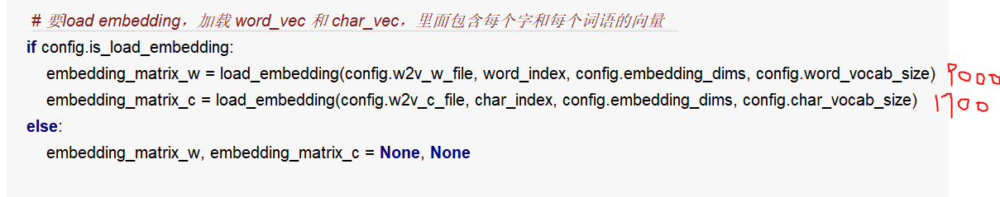 # 要load embedding，加载 word_vec 和 char_vec，里面包含每个字和每个词语的向量
if config.is_load_embedding:
embedding_matrix_w = load_embedding(config.w2v_w_file, word_index, config.embedding_dims, config.word_vocab_size) 9000
embedding_matrix_c = load_embedding(config.w2v_c_file, char_index, config.embedding_dims, config.char_vocab_size) 1700
else:
embedding_matrix_w, embedding_matrix_c = None, None